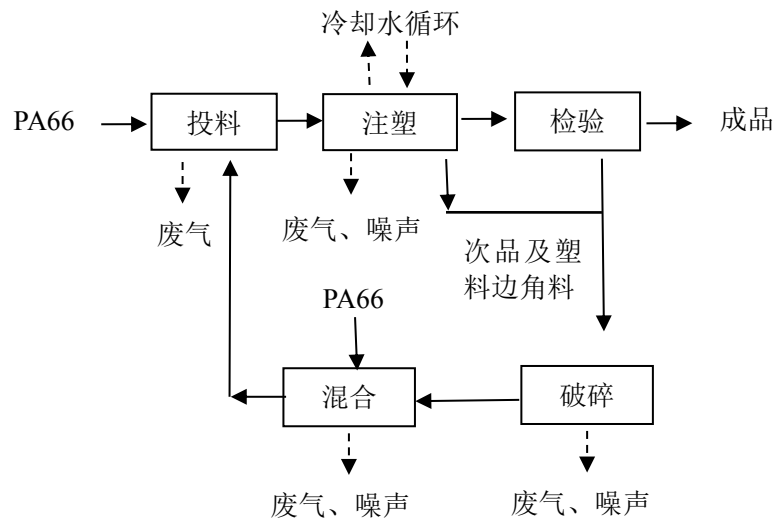 冷却水循环
PA66
投料
注塑
检验
成品
废气
废气、噪声
次品及塑
料边角料
PA66
混合
破碎
废气、噪声
废气、噪声